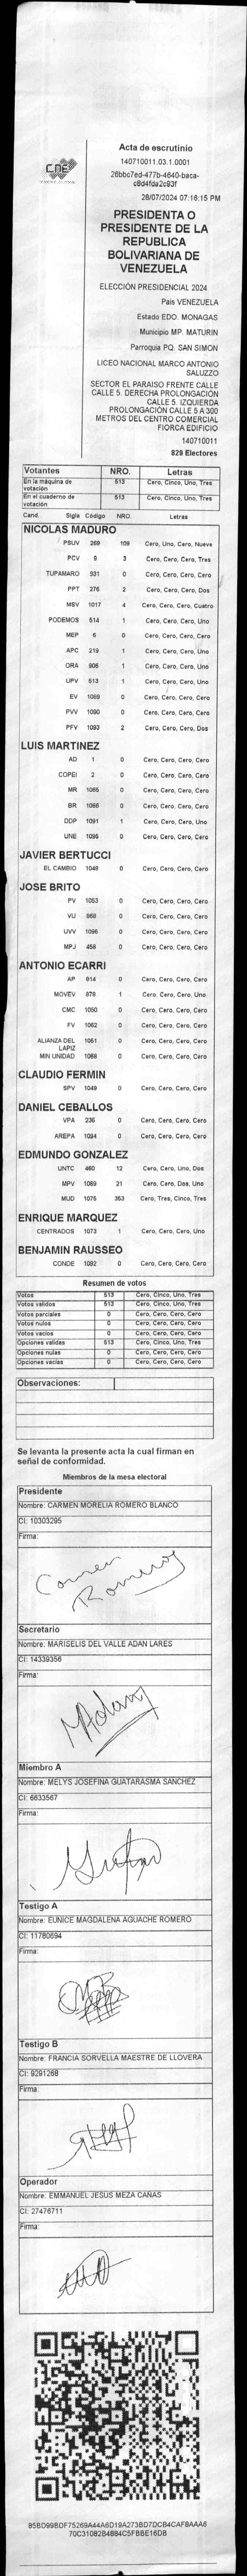 CNE
Acta de escrutinio
140710011.03.1.0001
26bbc7ed-477b-4640-baca-
c8d4fda2c93f
28/07/2024 07:16:15 PM
PRESIDENTA O
PRESIDENTE DE LA
REPUBLICA
BOLIVARIANA DE
VENEZUELA
ELECCIÓN PRESIDENCIAL 2024
País VENEZUELA
Estado EDO. MONAGAS
Municipio MP. MATURIN
Parroquia PQ. SAN SIMON
LICEO NACIONAL MARCO ANTONIO
SALUZZO
SECTOR EL PARAISO FRENTE CALLE
CALLE 5. DERECHA PROLONGACIÓN
CALLE 5. IZQUIERDA
PROLONGACIÓN CALLE 5 A 300
METROS DEL CENTRO COMERCIAL
FIORCA EDIFICIO
140710011
829 Electores
Votantes NRO. Letras
En la máquina de votación 513 Cero, Cinco, Uno, Tres
En el cuaderno de votación 513 Cero, Cinco, Uno, Tres
Cand. Sigla Código NRO. Letras
NICOLAS MADURO
PSUV 269 109 Cero, Uno, Cero, Nueve
PCV 9 3 Cero, Cero, Cero, Tres
TUPAMARO 931 0 Cero, Cero, Cero, Cero
PPT 276 2 Cero, Cero, Cero, Dos
MSV 1017 4 Cero, Cero, Cero, Cuatro
PODEMOS 514 1 Cero, Cero, Cero, Uno
MEP 6 0 Cero, Cero, Cero, Cero
APC 219 1 Cero, Cero, Cero, Uno
ORA 906 1 Cero, Cero, Cero, Uno
UPV 513 1 Cero, Cero, Cero, Uno
EV 1089 0 Cero, Cero, Cero, Cero
PVV 1090 0 Cero, Cero, Cero, Cero
PFV 1093 2 Cero, Cero, Cero, Dos
LUIS MARTINEZ
AD 1 0 Cero, Cero, Cero, Cero
COPEI 2 0 Cero, Cero, Cero, Cero
MR 1065 0 Cero, Cero, Cero, Cero
BR 1066 0 Cero, Cero, Cero, Cero
DDP 1091 1 Cero, Cero, Cero, Uno
UNE 1095 0 Cero, Cero, Cero, Cero
JAVIER BERTUCCI
EL CAMBIO 1048 0 Cero, Cero, Cero, Cero
JOSE BRITO
PV 1053 0 Cero, Cero, Cero, Cero
VU 868 0 Cero, Cero, Cero, Cero
UVV 1096 0 Cero, Cero, Cero, Cero
MPJ 458 0 Cero, Cero, Cero, Cero
ANTONIO ECARRI
AP 814 0 Cero, Cero, Cero, Cero
MOVEV 878 1 Cero, Cero, Cero, Uno
CMC 1050 0 Cero, Cero, Cero, Cero
FV 1062 0 Cero, Cero, Cero, Cero
ALIANZA DEL LAPIZ 1061 0 Cero, Cero, Cero, Cero
MIN UNIDAD 1088 0 Cero, Cero, Cero, Cero
CLAUDIO FERMIN
SPV 1049 0 Cero, Cero, Cero, Cero
DANIEL CEBALLOS
VPA 236 0 Cero, Cero, Cero, Cero
AREPA 1094 0 Cero, Cero, Cero, Cero
EDMUNDO GONZALEZ
UNTC 460 12 Cero, Cero, Uno, Dos
MPV 1069 21 Cero, Cero, Dos, Uno
MUD 1075 353 Cero, Tres, Cinco, Tres
ENRIQUE MARQUEZ
CENTRADOS 1073 1 Cero, Cero, Cero, Uno
BENJAMIN RAUSSEO
CONDE 1092 0 Cero, Cero, Cero, Cero
Resumen de votos
Votos 513 Cero, Cinco, Uno, Tres
Votos validos 513 Cero, Cinco, Uno, Tres
Votos parciales 0 Cero, Cero, Cero, Cero
Votos nulos 0 Cero, Cero, Cero, Cero
Votos vacios 0 Cero, Cero, Cero, Cero
Opciones validas 513 Cero, Cinco, Uno, Tres
Opciones nulas 0 Cero, Cero, Cero, Cero
Opciones vacías 0 Cero, Cero, Cero, Cero
Observaciones:
Se levanta la presente acta la cual firman en
señal de conformidad.
Miembros de la mesa electoral
Presidente
Nombre: CARMEN MORELIA ROMERO BLANCO
CI: 10303295
Firma:
Carmen
Romero
Secretario
Nombre: MARISELIS DEL VALLE ADAN LARES
CI: 14339356
Firma:
Miembro A
Nombre: MELYS JOSEFINA GUATARASMA SANCHEZ
CI: 6633567
Firma:
Testigo A
Nombre: EUNICE MAGDALENA AGUACHE ROMERO
CI: 11780694
Firma:
Testigo B
Nombre: FRANCIA SORVELLA MAESTRE DE LLOVERA
CI: 9291268
Firma:
Operador
Nombre: EMMANUEL JESUS MEZA CAÑAS
CI: 27476711
Firma:
85BD99BDF75269A44A6D19A273BD7DCB4CAF8AAA6
70C31082B4884C5FBBE16DB